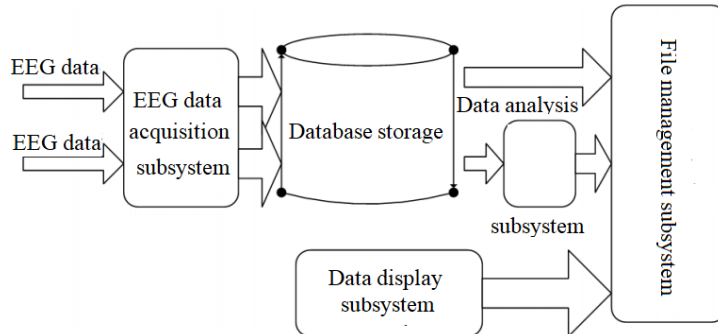 EEG data
EEG data
EEG data
acquisition
subsystem
Database storage
Data analysis
subsystem
Data display
subsystem
File management subsystem